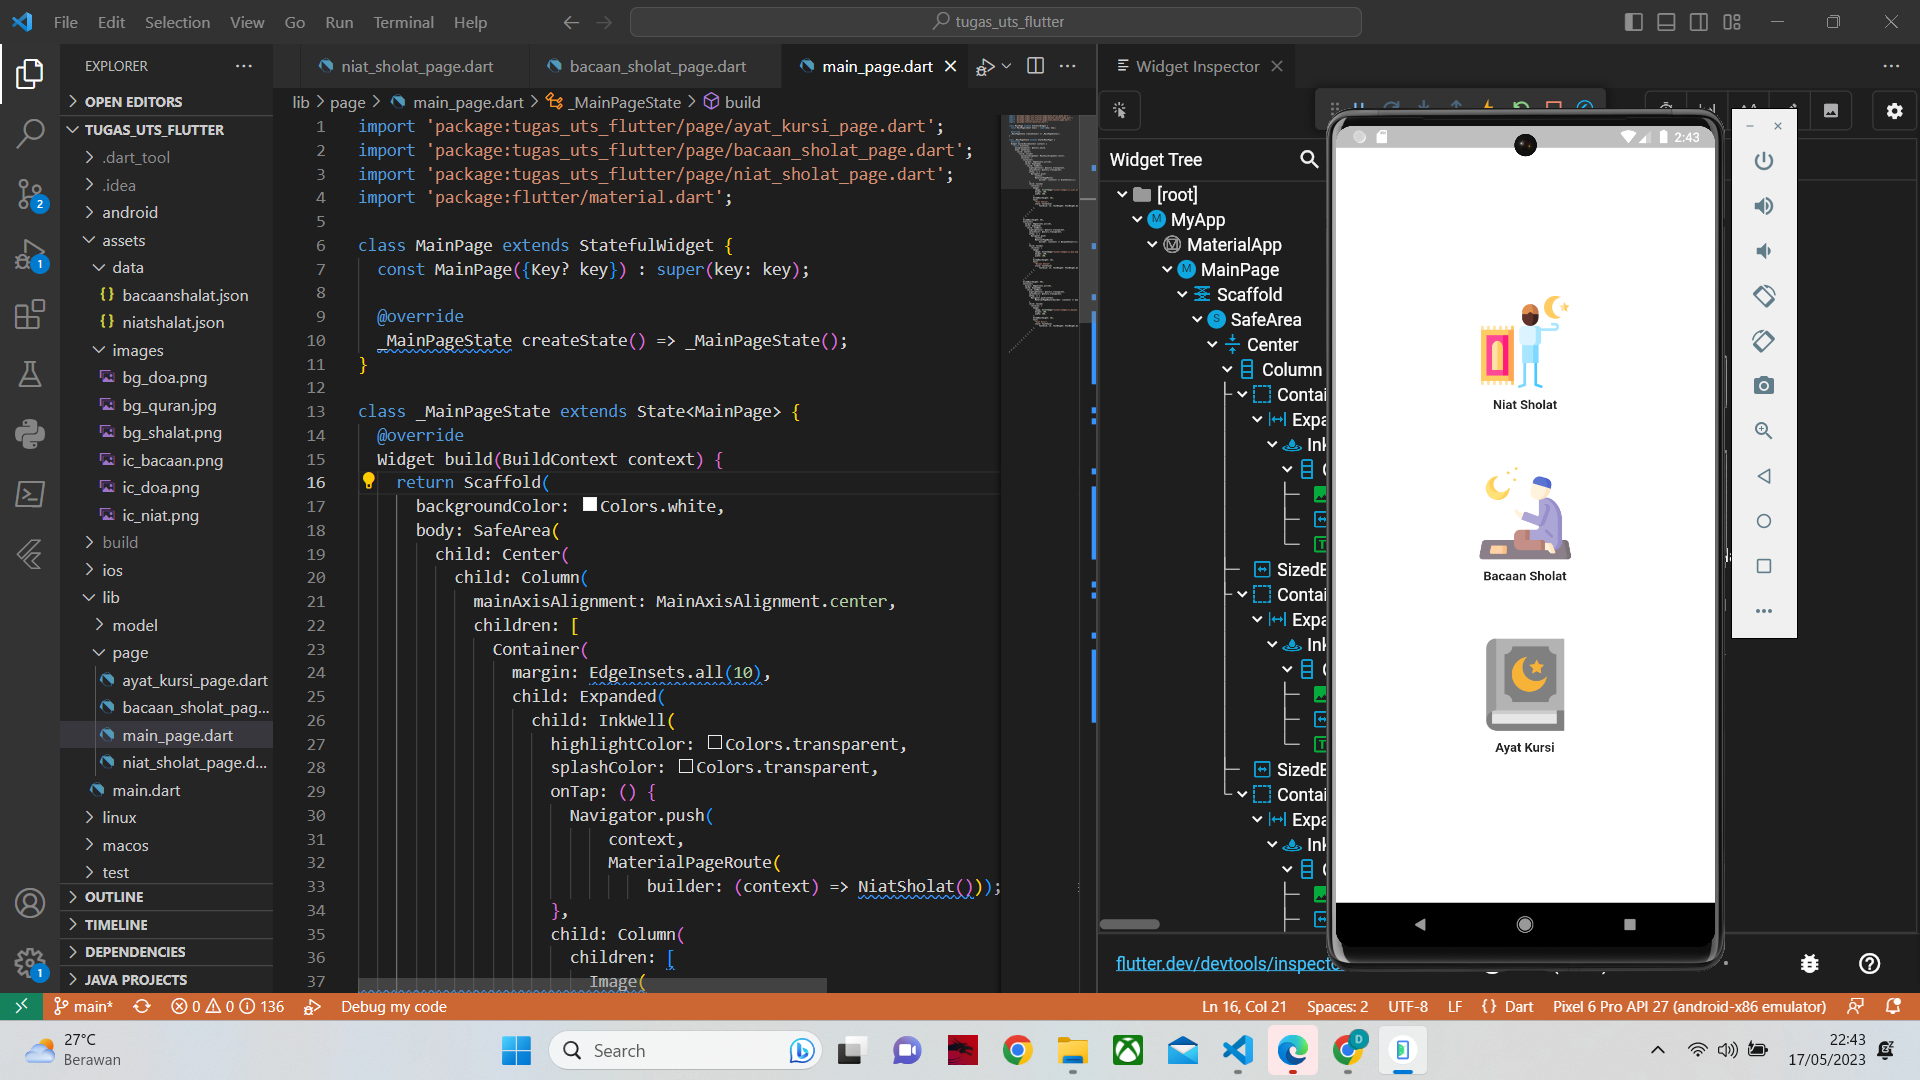 File Edit Selection View Go Run Terminal Help
tugas_uts_flutter
EXPLORER
OPEN EDITORS
TUGAS_UTS_FLUTTER
.dart_tool
.idea
android
assets
data
bacaanshalat.json
niatshalat.json
images
bg_doa.png
bg_quran.jpg
bg_shalat.png
ic_bacaan.png
ic_doa.png
ic_niat.png
build
ios
lib
model
page
ayat_kursi_page.dart
bacaan_sholat_pag...
main_page.dart
niat_sholat_page.d...
main.dart
linux
macos
test
OUTLINE
TIMELINE
DEPENDENCIES
JAVA PROJECTS
2
1
1
niat_sholat_page.dart bacaan_sholat_page.dart main_page.dart
lib > page > main_page.dart > _MainPageState > build
1 import 'package:tugas_uts_flutter/page/ayat_kursi_page.dart';
2 import 'package:tugas_uts_flutter/page/bacaan_sholat_page.dart';
3 import 'package:tugas_uts_flutter/page/niat_sholat_page.dart';
4 import 'package:flutter/material.dart';
5
6 class MainPage extends StatefulWidget {
7 const MainPage({Key? key}) : super(key: key);
8
9 @override
10 _MainPageState createState() => _MainPageState();
11 }
12
13 class _MainPageState extends State<MainPage> {
14 @override
15 Widget build(BuildContext context) {
16 return Scaffold(
17 backgroundColor: Colors.white,
18 body: SafeArea(
19 child: Center(
20 child: Column(
21 mainAxisAlignment: MainAxisAlignment.center,
22 children: [
23 Container(
24 margin: EdgeInsets.all(10),
25 child: Expanded(
26 child: InkWell(
27 highlightColor: Colors.transparent,
28 splashColor: Colors.transparent,
29 onTap: () {
30 Navigator.push(
31 context,
32 MaterialPageRoute(
33 builder: (context) => NiatSholat()));
34 },
35 child: Column(
36 children: [
37 Image(
Widget Inspector
Widget Tree
[root]
MyApp
MaterialApp
MainPage
Scaffold
SafeArea
Center
Column
Contai
Expa
Ink
SizedB
Contai
Expa
Ink
SizedB
Contai
Expa
Ink
flutter.dev/devtools/inspecto
2:43
Niat Sholat
Bacaan Sholat
Ayat Kursi
main* 0 0 136 Debug my code
Ln 16, Col 21 Spaces: 2 UTF-8 LF {} Dart Pixel 6 Pro API 27 (android-x86 emulator)
27°C
Berawan
Search
D
22:43
17/05/2023